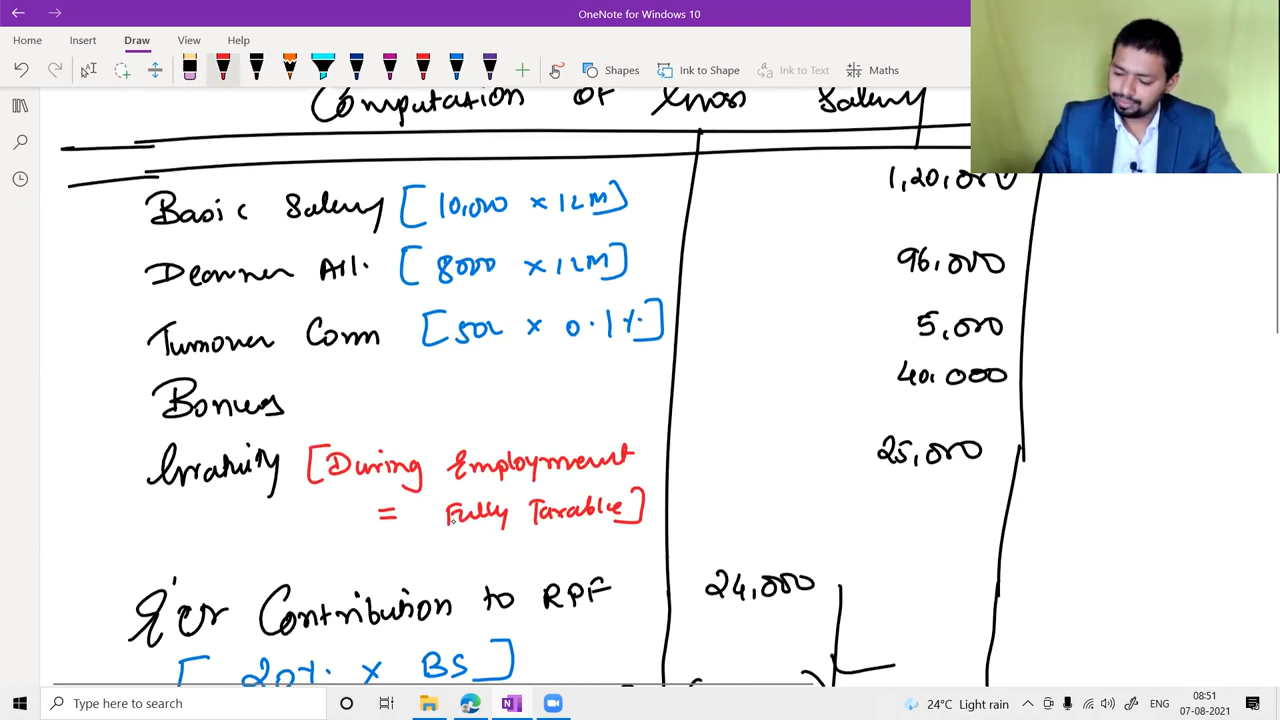 OneNote for Windows 10
Home Insert Draw View Help
Shapes Ink to Shape Ink to Text Maths
Computation of Gross Salary
Basic Salary [10,000 x 12M] 1,20,000
Dearness All. [8000 x 12M] 96,000
Turnover Comm [50L x 0.1%] 5,000
Bonus 40,000
Gratuity [During Employment 25,000
= Fully Taxable]
E'er Contribution to RPF 24,000
[20% x BS]
Type here to search
24°C Light rain ENG 08:51
07-08-2021